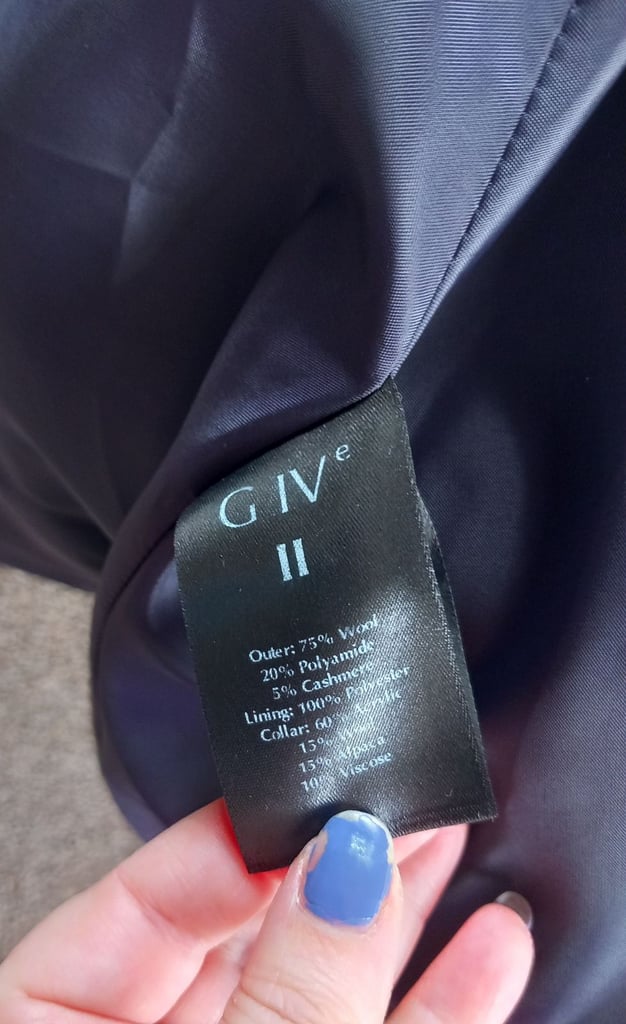 G IVe
II
Outer: 75% Wool
20% Polyamide
5% Cashmere
Lining: 100% Polyester
Collar: 60% Acrylic
15% Wool
15% Alpaca
10% Viscose